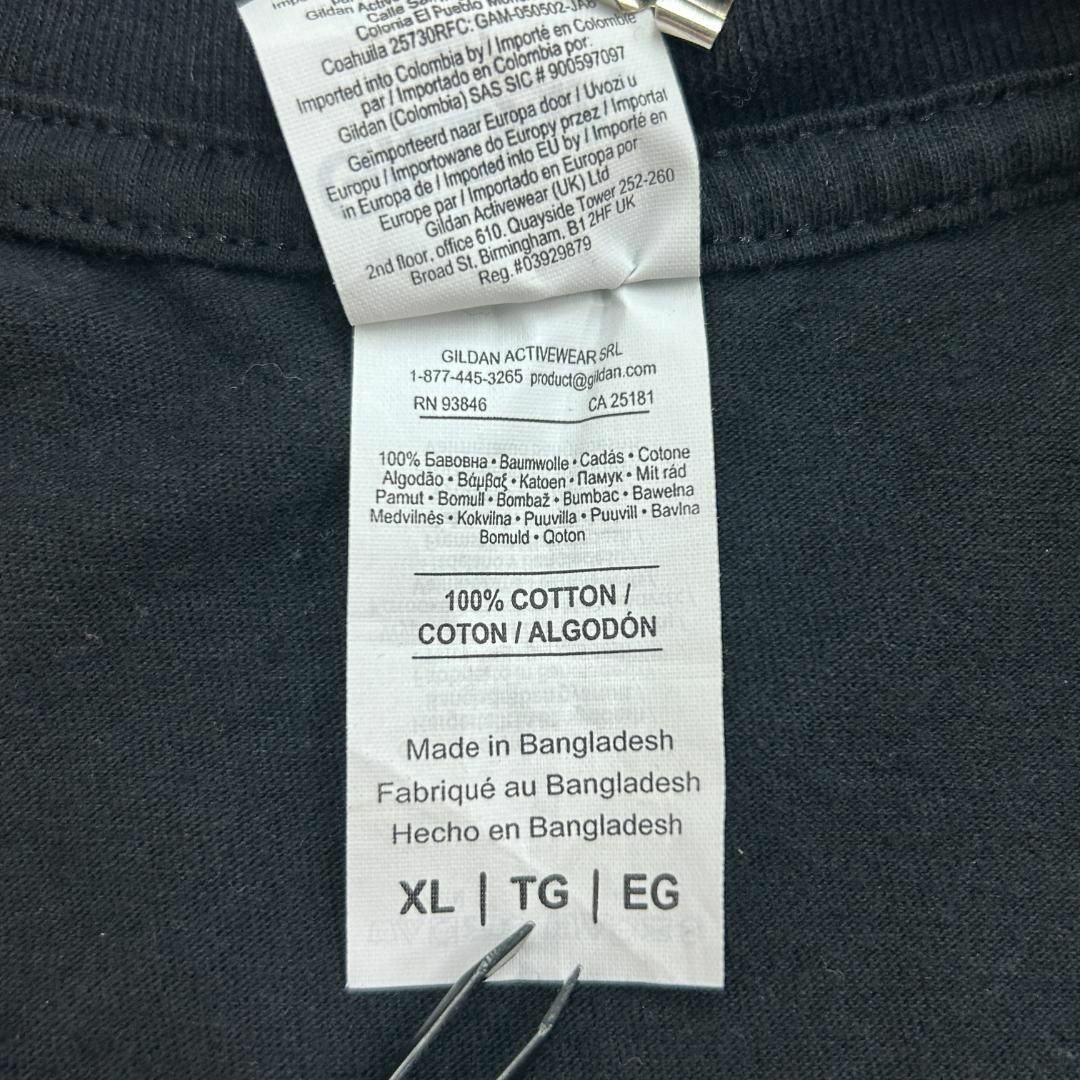 Gildan
Calle
Colonia El Pueblo
Coahuila 25730RFC: GAM-050502-JA8
Imported into Colombia by / Importé en Colombie
par / Importado en Colombia por:
Gildan (Colombia) SAS SIC # 900597097
Geïmporteerd naar Europa door / Uvozi u
Europu / Importowane do Europy przez / Importal
in Europa de / Imported into EU by / Importé en
Europe par / Importado en Europa por
Gildan Activewear (UK) Ltd
2nd floor, office 610, Quayside Tower 252-260
Broad St, Birmingham, B1 2HF UK
Reg.#03929879
GILDAN ACTIVEWEAR SRL
1-877-445-3265 product@gildan.com
RN 93846 CA 25181
100% Бавовна • Baumwolle • Cadás • Cotone
Algodão • Βάμβαξ • Katoen • Памук • Mit rád
Pamut • Bomull • Bombaž • Bumbac • Bawełna
Medvilnės • Kokvilna • Puuvilla • Puuvill • Bavlna
Bomuld • Qoton
100% COTTON /
COTON / ALGODÓN
Made in Bangladesh
Fabriqué au Bangladesh
Hecho en Bangladesh
XL | TG | EG